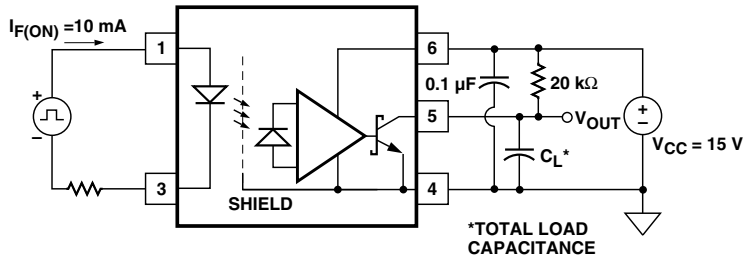 I_F(ON) =10 mA
1
3
SHIELD
6
5
4
0.1 µF
20 kΩ
V_OUT
C_L*
V_CC = 15 V
*TOTAL LOAD
CAPACITANCE
+
–
+
–